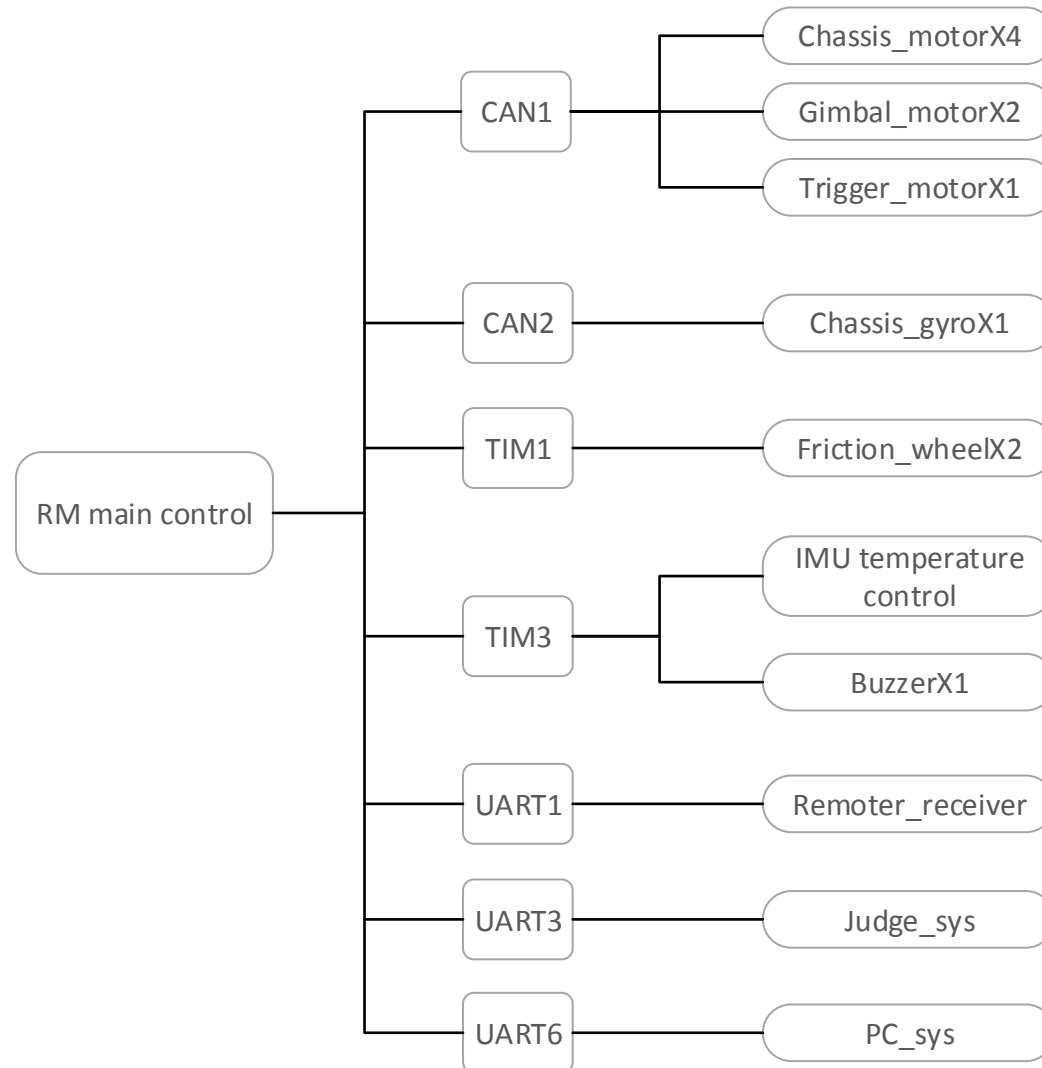 Chassis_motorX4
CAN1
Gimbal_motorX2
Trigger_motorX1
CAN2
Chassis_gyroX1
TIM1
Friction_wheelX2
RM main control
IMU temperature
control
TIM3
BuzzerX1
UART1
Remoter_receiver
UART3
Judge_sys
UART6
PC_sys